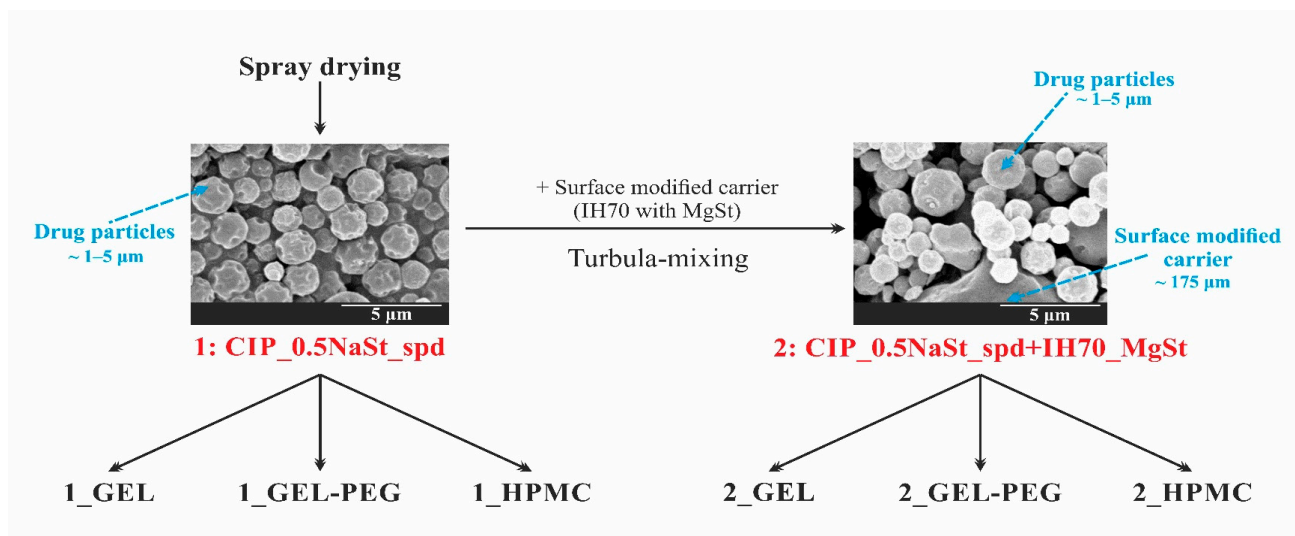 Spray drying
Drug particles
~ 1–5 µm
5 µm
1: CIP_0.5NaSt_spd
+ Surface modified carrier
(IH70 with MgSt)
Turbula-mixing
Drug particles
~ 1–5 µm
Surface modified
carrier
~ 175 µm
5 µm
2: CIP_0.5NaSt_spd+IH70_MgSt
1_GEL
1_GEL-PEG
1_HPMC
2_GEL
2_GEL-PEG
2_HPMC